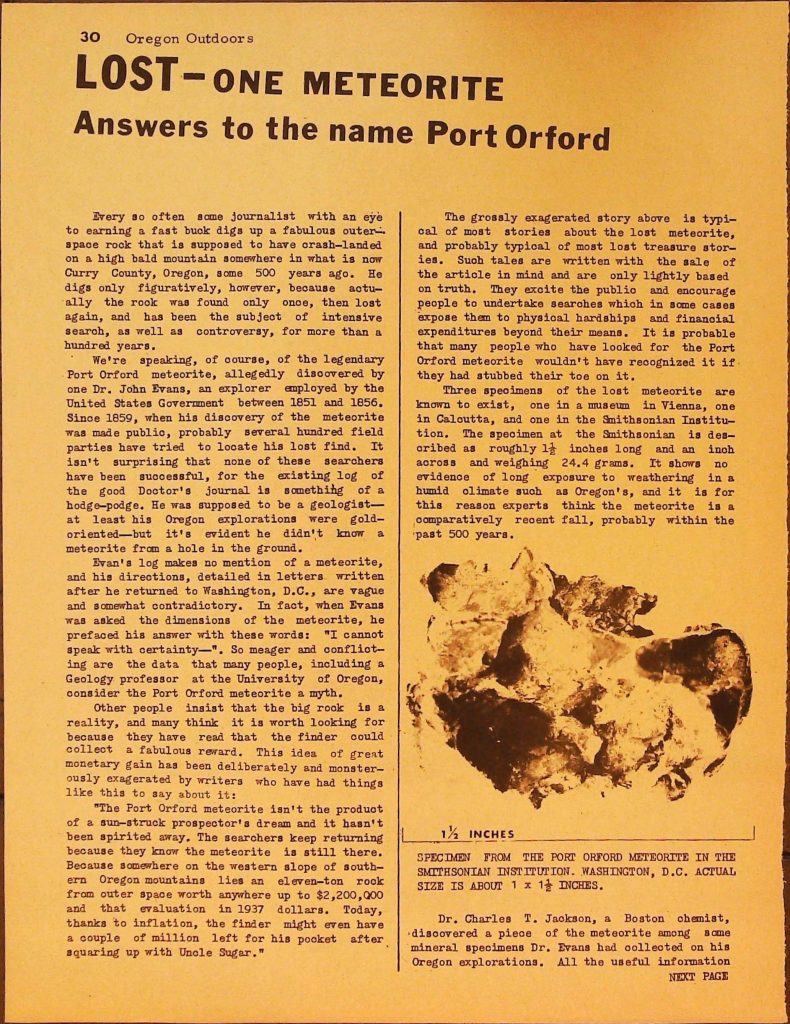 30 Oregon Outdoors
LOST-ONE METEORITE
Answers to the name Port Orford
Every so often some journalist with an eye
to earning a fast buck digs up a fabulous outer-
space rock that is supposed to have crash-landed
on a high bald mountain somewhere in what is now
Curry County, Oregon, some 500 years ago. He
digs only figuratively, however, because actu-
ally the rock was found only once, then lost
again, and has been the subject of intensive
search, as well as controversy, for more than a
hundred years.
We're speaking, of course, of the legendary
Port Orford meteorite, allegedly discovered by
one Dr. John Evans, an explorer employed by the
United States Government between 1851 and 1856.
Since 1859, when his discovery of the meteorite
was made public, probably several hundred field
parties have tried to locate his lost find. It
isn't surprising that none of these searchers
have been successful, for the existing log of
the good Doctor's journal is something of a
hodge-podge. He was supposed to be a geologist—
at least his Oregon explorations were gold-
oriented—but it's evident he didn't know a
meteorite from a hole in the ground.
Evan's log makes no mention of a meteorite,
and his directions, detailed in letters written
after he returned to Washington, D.C., are vague
and somewhat contradictory. In fact, when Evans
was asked the dimensions of the meteorite, he
prefaced his answer with these words: "I cannot
speak with certainty—". So meager and conflict-
ing are the data that many people, including a
Geology professor at the University of Oregon,
consider the Port Orford meteorite a myth.
Other people insist that the big rock is a
reality, and many think it is worth looking for
because they have read that the finder could
collect a fabulous reward. This idea of great
monetary gain has been deliberately and monster-
ously exagerated by writers who have had things
like this to say about it:
"The Port Orford meteorite isn't the product
of a sun-struck prospector's dream and it hasn't
been spirited away. The searchers keep returning
because they know the meteorite is still there.
Because somewhere on the western slope of south-
ern Oregon mountains lies an eleven-ton rook
from outer space worth anywhere up to $2,200,000
and that evaluation in 1937 dollars. Today,
thanks to inflation, the finder might even have
a couple of million left for his pocket after
squaring up with Uncle Sugar."
The grossly exagerated story above is typi-
cal of most stories about the lost meteorite,
and probably typical of most lost treasure stor-
ies. Such tales are written with the sale of
the article in mind and are only lightly based
on truth. They excite the public and encourage
people to undertake searches which in some cases
expose them to physical hardships and financial
expenditures beyond their means. It is probable
that many people who have looked for the Port
Orford meteorite wouldn't have recognized it if
they had stubbed their toe on it.
Three specimens of the lost meteorite are
known to exist, one in a museum in Vienna, one
in Calcutta, and one in the Smithsonian Institu-
tion. The specimen at the Smithsonian is des-
cribed as roughly 1½ inches long and an inch
across and weighing 24.4 grams. It shows no
evidence of long exposure to weathering in a
humid climate such as Oregon's, and it is for
this reason experts think the meteorite is a
comparatively recent fall, probably within the
past 500 years.
1½ INCHES
SPECIMEN FROM THE PORT ORFORD METEORITE IN THE
SMITHSONIAN INSTITUTION. WASHINGTON, D.C. ACTUAL
SIZE IS ABOUT 1 x 1½ INCHES.
Dr. Charles T. Jackson, a Boston chemist,
discovered a piece of the meteorite among some
mineral specimens Dr. Evans had collected on his
Oregon explorations. All the useful information
NEXT PAGE